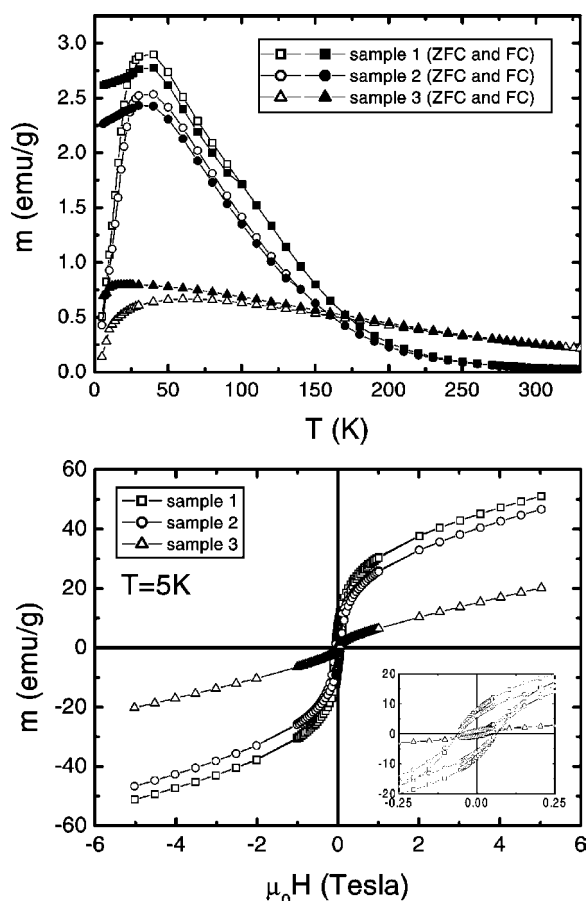 3.0
2.5
2.0
1.5
1.0
0.5
0.0
m (emu/g)
sample 1 (ZFC and FC)
sample 2 (ZFC and FC)
sample 3 (ZFC and FC)
0 50 100 150 200 250 300
T (K)
60
40
20
0
-20
-40
-60
m (emu/g)
sample 1
sample 2
sample 3
T=5K
20
10
0
-10
-20
-0.25 0.00 0.25
-6 -4 -2 0 2 4 6
μ₀H (Tesla)